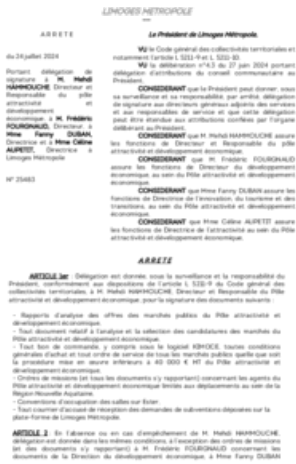 LIMOGES METROPOLE
ARRETE
du 24 juillet 2024
Portant délégation de
signature à M. Mehdi
HAMMOUCHE, Directeur et
Responsable du pôle
attractivité et
développement
économique, à M. Frédéric
FOURGNAUD, Directeur, à
Mme Fanny DUBAN,
Directrice et à Mme Céline
AUPETIT, Directrice à
Limoges Métropole
N° 25483
Le Président de Limoges Métropole,
VU le Code général des collectivités territoriales et
notamment l'article L 5211-9 et L 5211-10,
VU la délibération n°4.3 du 27 juin 2024 portant
délégation d'attributions du conseil communautaire au
Président,
CONSIDERANT que le Président peut donner, sous
sa surveillance et sa responsabilité, par arrêté, délégation
de signature aux directeurs généraux adjoints des services
et aux responsables de service et que cette délégation
peut être étendue aux attributions confiées par l'organe
délibérant au Président,
CONSIDERANT que M. Mehdi HAMMOUCHE assure
les fonctions de Directeur et Responsable du pôle
attractivité et développement économique,
CONSIDERANT que M. Frédéric FOURGNAUD
assure les fonctions de Directeur du développement
économique, au sein du Pôle attractivité et développement
économique,
CONSIDERANT que Mme Fanny DUBAN assure les
fonctions de Directrice de l'innovation, du tourisme et des
transitions, au sein du Pôle attractivité et développement
économique,
CONSIDERANT que Mme Céline AUPETIT assure
les fonctions de Directrice de l'attractivité au sein du Pôle
attractivité et développement économique,
ARRETE
ARTICLE 1er : Délégation est donnée, sous la surveillance et la responsabilité du
Président, conformément aux dispositions de l'article L 5211-9 du Code général des
collectivités territoriales, à M. Mehdi HAMMOUCHE, Directeur et Responsable du Pôle
attractivité et développement économique, pour la signature des documents suivants :
- Rapports d'analyse des offres des marchés publics du Pôle attractivité et
développement économique,
- Tout document relatif à l'analyse et la sélection des candidatures des marchés du
Pôle attractivité et développement économique,
- Tout bon de commande, y compris sous le logiciel KIMOCE, toutes conditions
générales d'achat et tout ordre de service de tous les marchés publics quelle que soit
la procédure mise en œuvre inférieurs à 40 000 € HT du Pôle attractivité et
développement économique,
- Ordres de missions (et tous les documents s'y rapportant) concernant les agents du
Pôle attractivité et développement économique limités aux déplacements au sein de la
Région Nouvelle Aquitaine,
- Conventions d'occupation des salles sur Ester,
- Tout courrier d'accusé de réception des demandes de subventions déposées sur la
plate-forme de Limoges Métropole.
ARTICLE 2 : En l'absence ou en cas d'empêchement de M. Mehdi HAMMOUCHE,
délégation est donnée dans les mêmes conditions, à l'exception des ordres de missions
(et des documents s'y rapportant) à M. Frédéric FOURGNAUD concernant les
documents de la Direction du développement économique, à Mme Fanny DUBAN